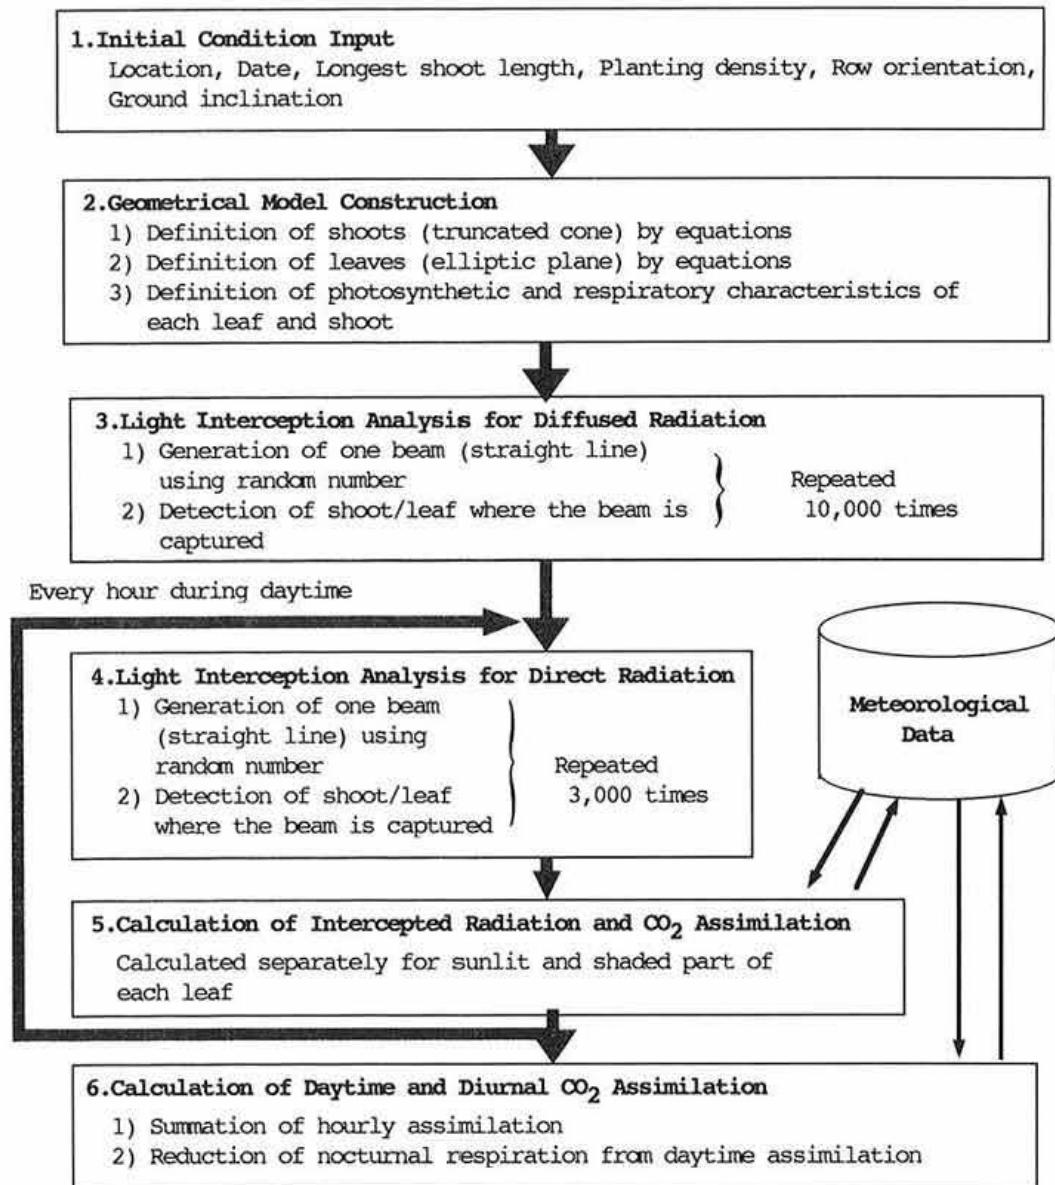 1.Initial Condition Input
Location, Date, Longest shoot length, Planting density, Row orientation,
Ground inclination
2.Geometrical Model Construction
1) Definition of shoots (truncated cone) by equations
2) Definition of leaves (elliptic plane) by equations
3) Definition of photosynthetic and respiratory characteristics of
each leaf and shoot
3.Light Interception Analysis for Diffused Radiation
1) Generation of one beam (straight line)
using random number
2) Detection of shoot/leaf where the beam is
captured
Repeated
10,000 times
Every hour during daytime
4.Light Interception Analysis for Direct Radiation
1) Generation of one beam
(straight line) using
random number
2) Detection of shoot/leaf
where the beam is captured
Repeated
3,000 times
Meteorological
Data
5.Calculation of Intercepted Radiation and CO2 Assimilation
Calculated separately for sunlit and shaded part of
each leaf
6.Calculation of Daytime and Diurnal CO2 Assimilation
1) Summation of hourly assimilation
2) Reduction of nocturnal respiration from daytime assimilation